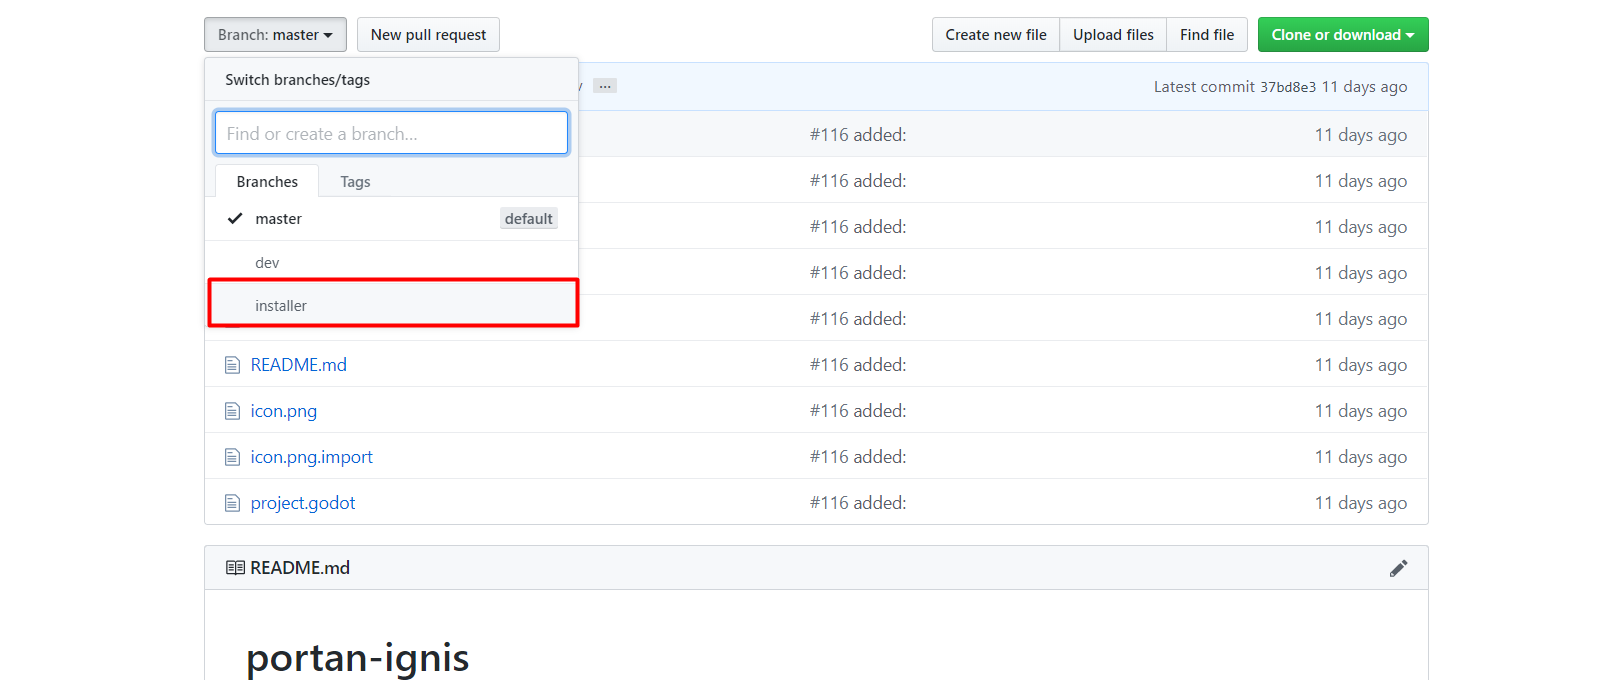 Branch: master New pull request Create new file Upload files Find file Clone or download
Switch branches/tags
... Latest commit 37bd8e3 11 days ago
Find or create a branch...
#116 added: 11 days ago
Branches Tags
#116 added: 11 days ago
master default
#116 added: 11 days ago
dev
#116 added: 11 days ago
installer
#116 added: 11 days ago
README.md #116 added: 11 days ago
icon.png #116 added: 11 days ago
icon.png.import #116 added: 11 days ago
project.godot #116 added: 11 days ago
README.md
portan-ignis